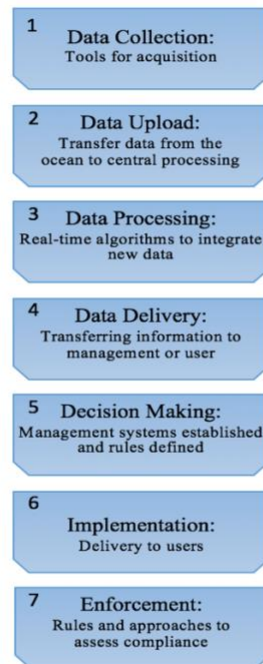 1
Data Collection:
Tools for acquisition
2
Data Upload:
Transfer data from the
ocean to central processing
3
Data Processing:
Real-time algorithms to integrate
new data
4
Data Delivery:
Transferring information to
management or user
5
Decision Making:
Management systems established
and rules defined
6
Implementation:
Delivery to users
7
Enforcement:
Rules and approaches to
assess compliance